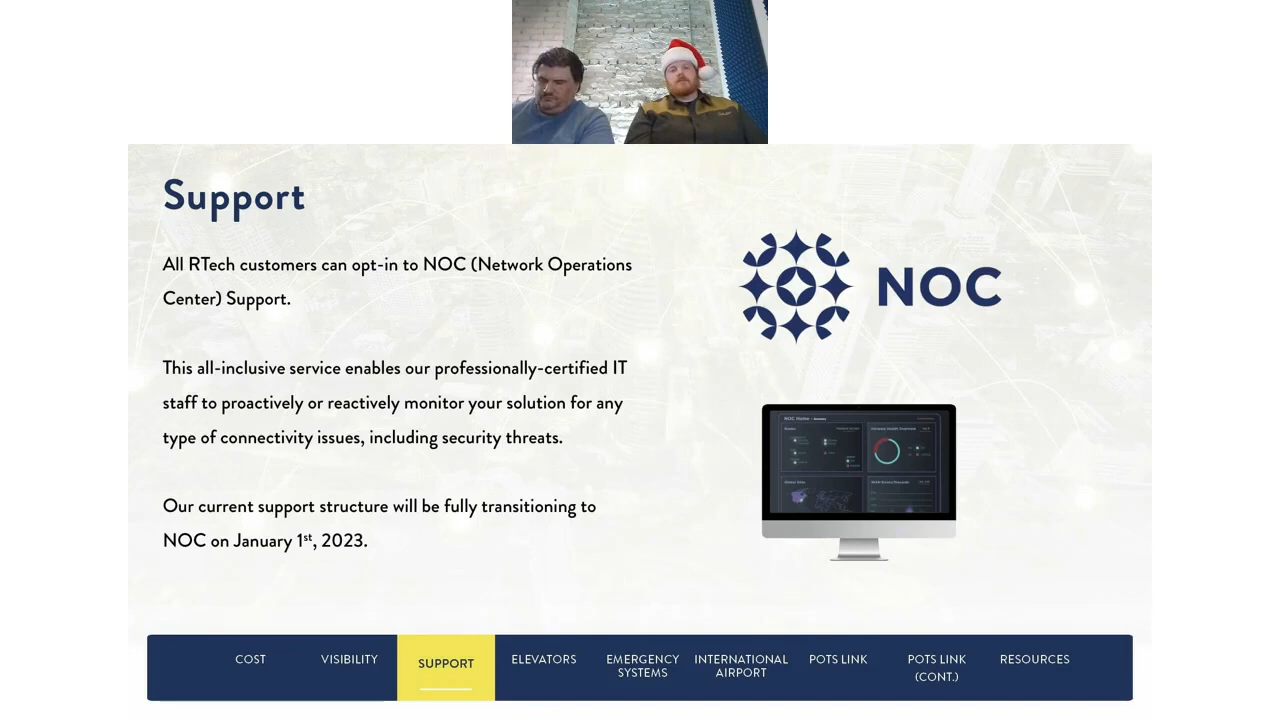 Support
All RTech customers can opt-in to NOC (Network Operations
Center) Support.
This all-inclusive service enables our professionally-certified IT
staff to proactively or reactively monitor your solution for any
type of connectivity issues, including security threats.
Our current support structure will be fully transitioning to
NOC on January 1st, 2023.
NOC
NOC Home
COST
VISIBILITY
SUPPORT
ELEVATORS
EMERGENCY
SYSTEMS
INTERNATIONAL
AIRPORT
POTS LINK
POTS LINK
(CONT.)
RESOURCES